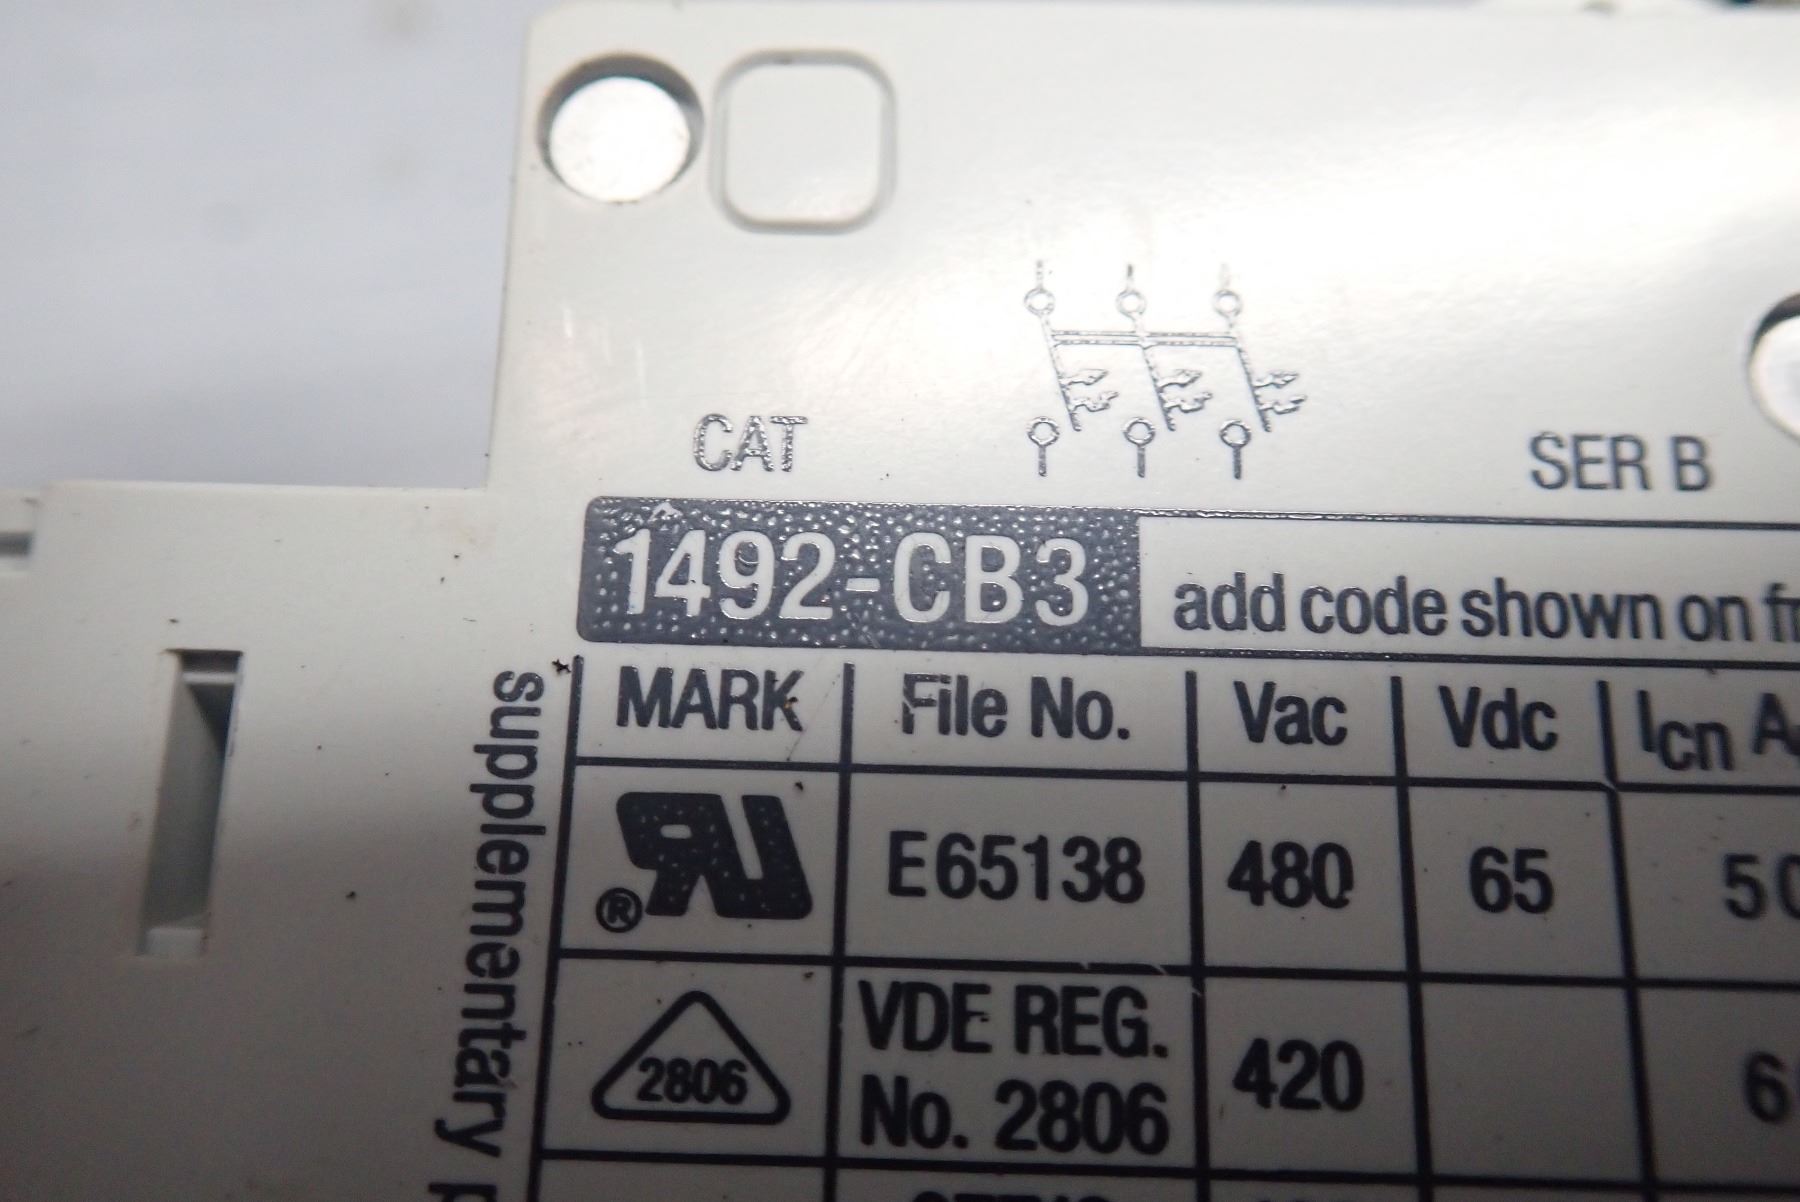 CAT
SER B
1492-CB3 add code shown on
MARK File No. Vac Vdc Icn
® E65138 480 65
2806 VDE REG. No. 2806 420
supplementary